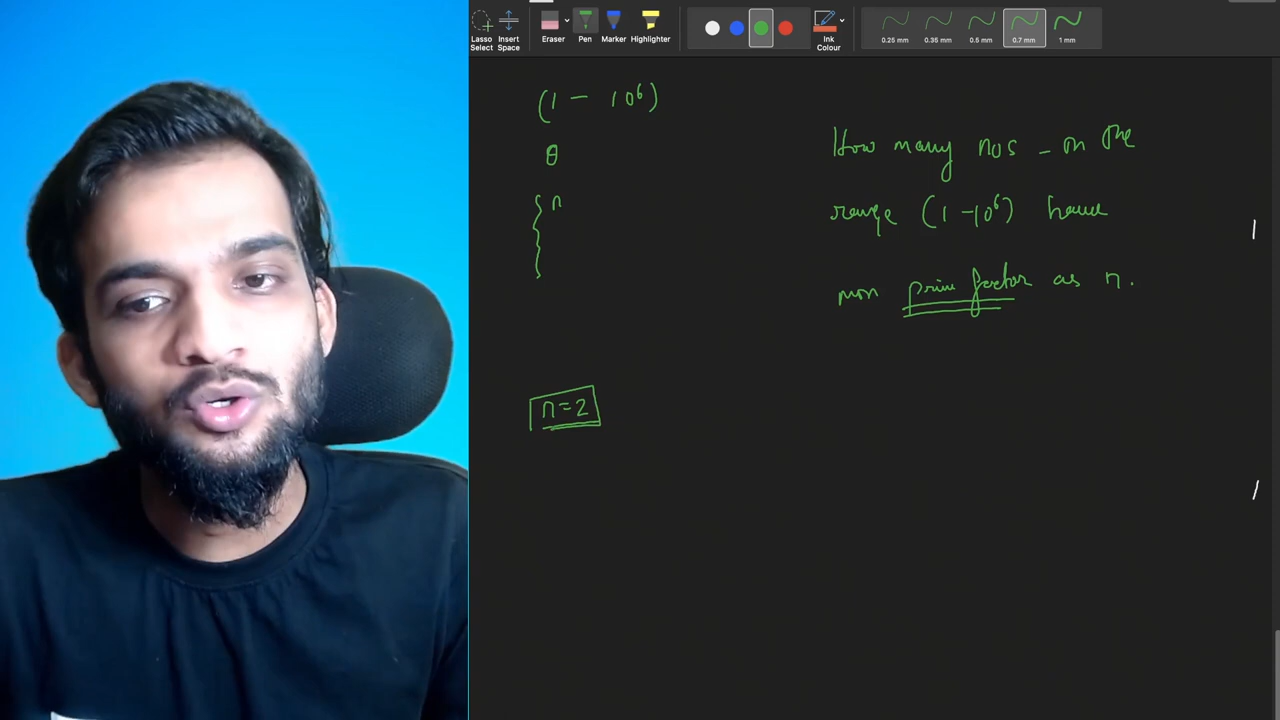 Lasso Select
Insert Space
Eraser
Pen
Marker
Highlighter
Ink Colour
0.25 mm
0.35 mm
0.5 mm
0.7 mm
1 mm
(1 - 10⁶)
θ
n
n=2
How many nos in the
range (1-10⁶) have
prime factor as n.